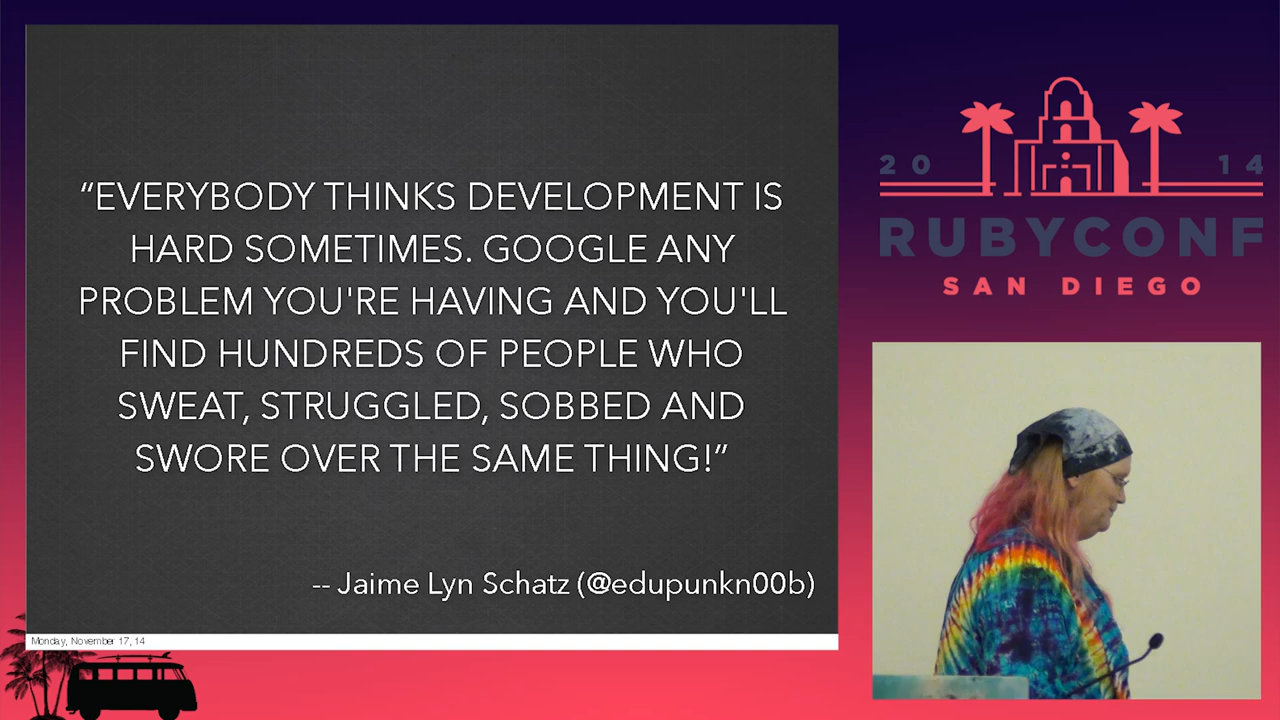 “EVERYBODY THINKS DEVELOPMENT IS
HARD SOMETIMES. GOOGLE ANY
PROBLEM YOU'RE HAVING AND YOU'LL
FIND HUNDREDS OF PEOPLE WHO
SWEAT, STRUGGLED, SOBBED AND
SWORE OVER THE SAME THING!”
-- Jaime Lyn Schatz (@edupunkn00b)
Monday, November 17, 14
20 14
RUBYCONF
SAN DIEGO